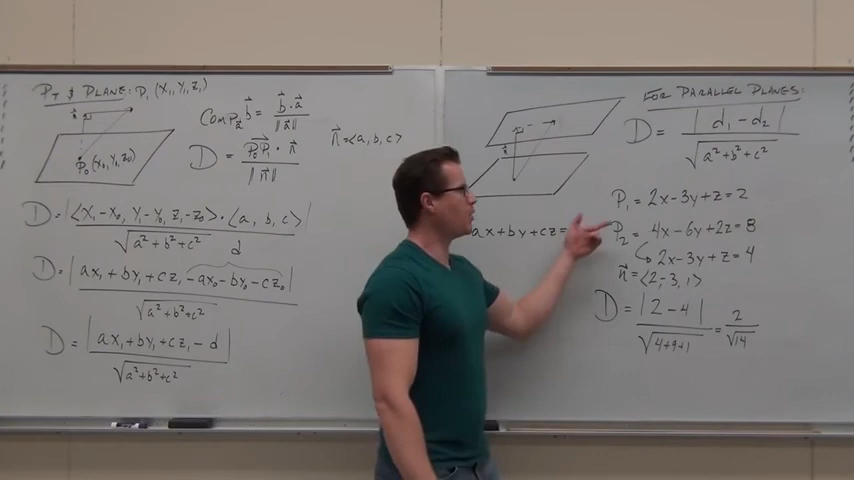 PT & PLANE: P₁ (X₁, Y₁, Z₁)
n⃗
P₀ (X₀, Y₀, Z₀)
Comp_a⃗ b⃗ = b⃗ · a⃗ / ‖a⃗‖
D = P₀P₁⃗ · n⃗ / ‖n⃗‖
n⃗ = <a, b, c>
D = |<X₁-X₀, Y₁-Y₀, Z₁-Z₀> · <a, b, c>| / √(a²+b²+c²)
d
D = |ax₁ + by₁ + cz₁ -ax₀ -by₀ -cz₀| / √(a²+b²+c²)
D = |ax₁ + by₁ + cz₁ - d| / √(a²+b²+c²)
ax + by + cz =
FOR PARALLEL PLANES:
D = |d₁ - d₂| / √(a²+b²+c²)
P₁ = 2x - 3y + z = 2
P₂ = 4x - 6y + 2z = 8
2x - 3y + z = 4
n⃗ = <2, -3, 1>
D = |2 - 4| / √(4+9+1) = 2 / √14